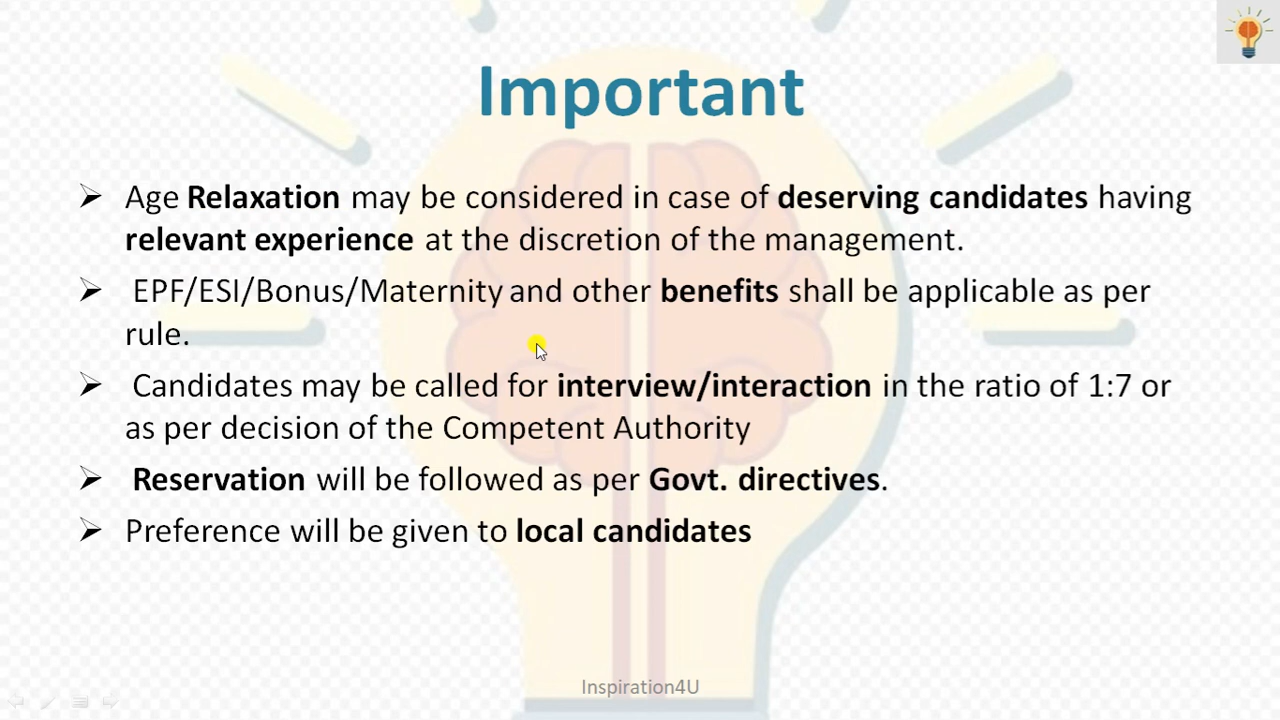 Important
➢ Age Relaxation may be considered in case of deserving candidates having
relevant experience at the discretion of the management.
➢ EPF/ESI/Bonus/Maternity and other benefits shall be applicable as per
rule.
➢ Candidates may be called for interview/interaction in the ratio of 1:7 or
as per decision of the Competent Authority
➢ Reservation will be followed as per Govt. directives.
➢ Preference will be given to local candidates
Inspiration4U